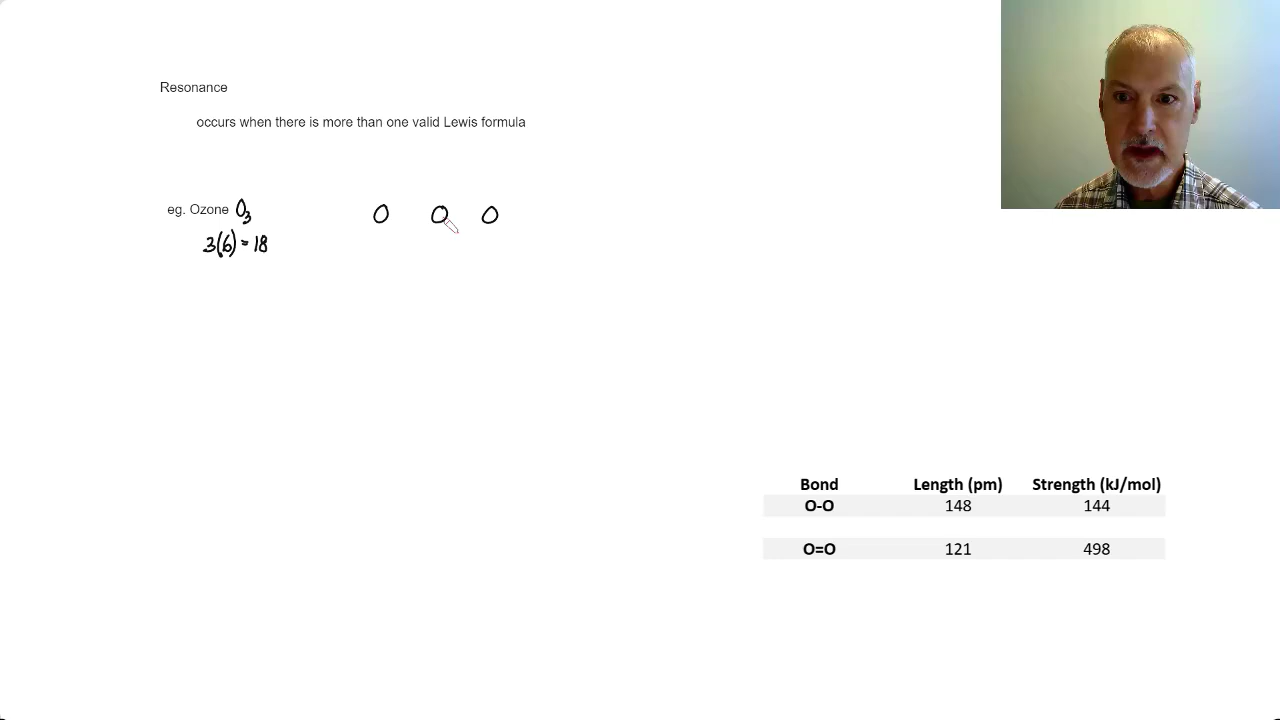 Resonance
occurs when there is more than one valid Lewis formula
eg. Ozone O3 O O O
3(6) = 18
Bond Length (pm) Strength (kJ/mol)
O-O 148 144
O=O 121 498